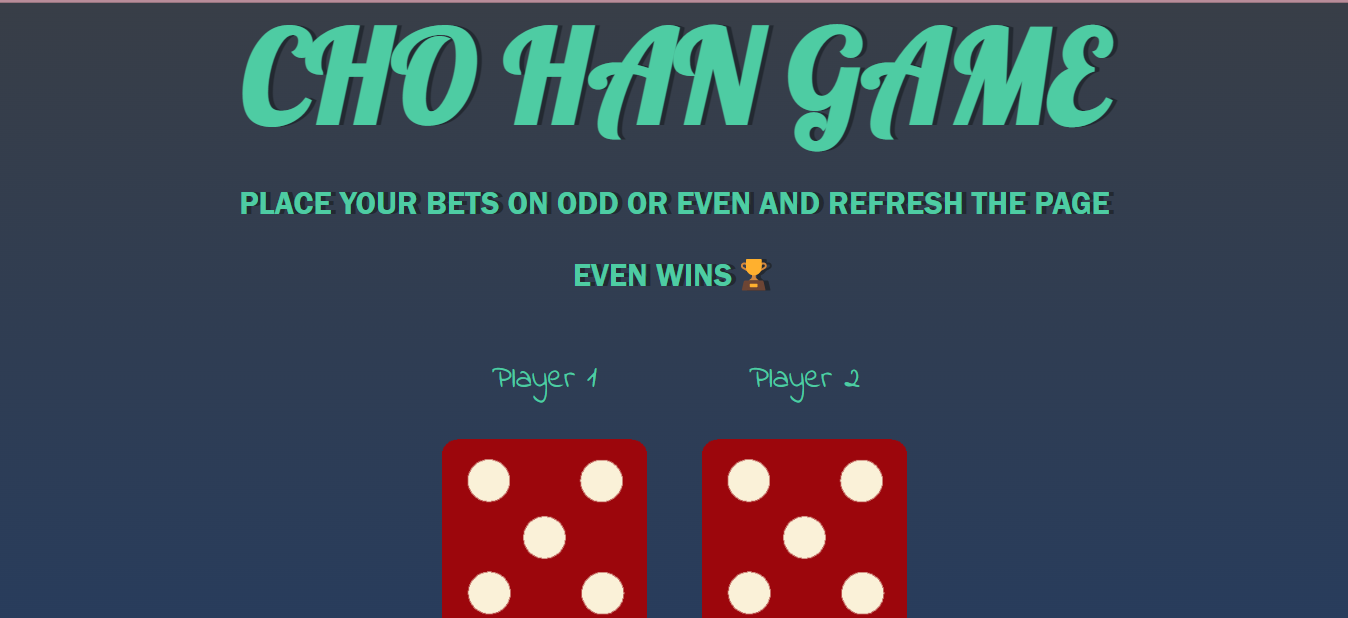 CHO HAN GAME
PLACE YOUR BETS ON ODD OR EVEN AND REFRESH THE PAGE
EVEN WINS 🏆
Player 1 Player 2